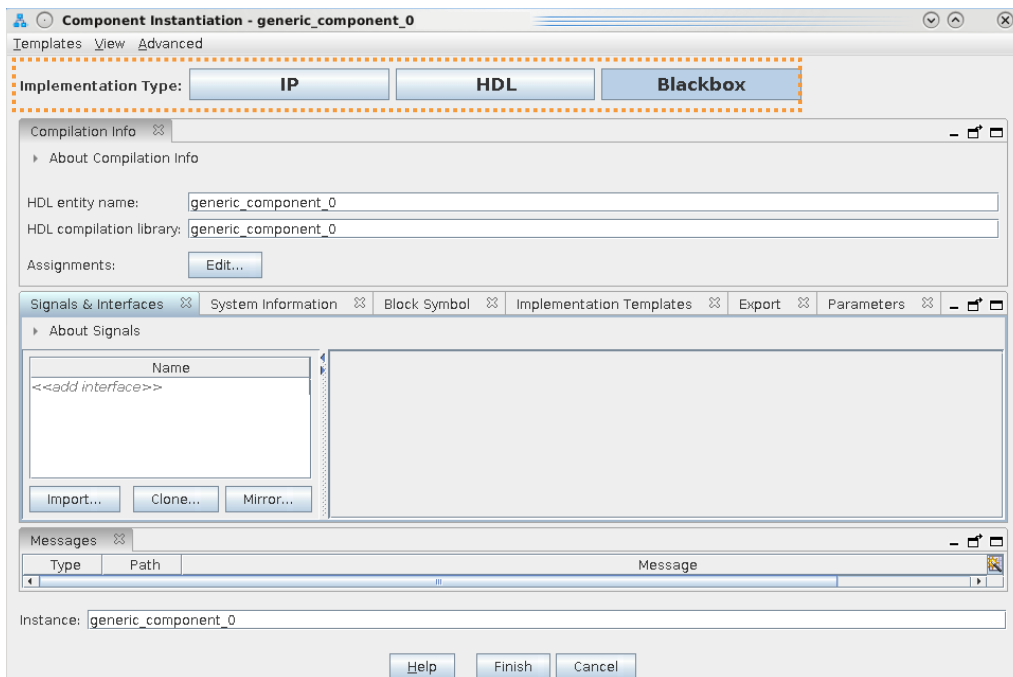 Component Instantiation - generic_component_0
Templates View Advanced
Implementation Type: IP HDL Blackbox
Compilation Info
About Compilation Info
HDL entity name: generic_component_0
HDL compilation library: generic_component_0
Assignments: Edit...
Signals & Interfaces System Information Block Symbol Implementation Templates Export Parameters
About Signals
Name
<<add interface>>
Import... Clone... Mirror...
Messages
Type Path Message
Instance: generic_component_0
Help Finish Cancel